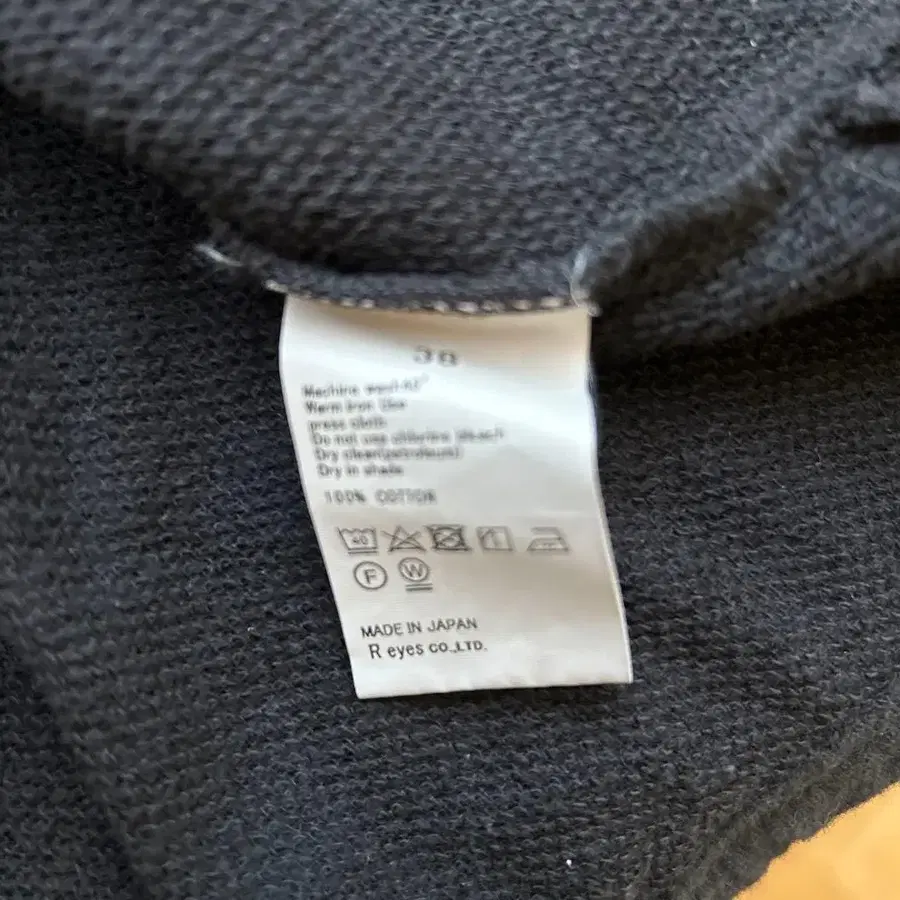 38
Machine wash 40°
Warm iron Use
press cloth
Do not use chlorine bleach
Dry clean(petroleum)
Dry in shade
100% COTTON
40
F W
MADE IN JAPAN
R eyes CO.,LTD.